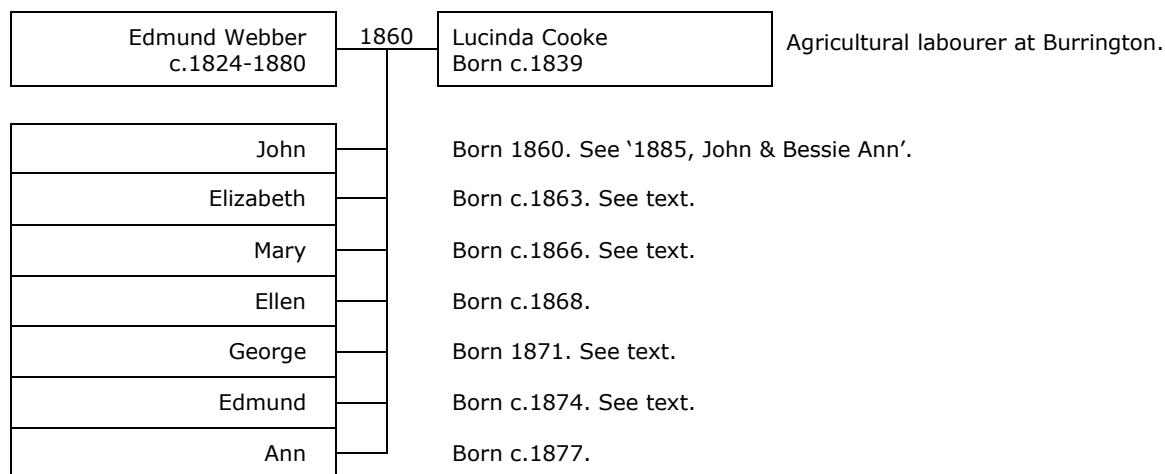 Edmund Webber
c.1824-1880
1860
Lucinda Cooke
Born c.1839
Agricultural labourer at Burrington.
John
Born 1860. See ‘1885, John & Bessie Ann’.
Elizabeth
Born c.1863. See text.
Mary
Born c.1866. See text.
Ellen
Born c.1868.
George
Born 1871. See text.
Edmund
Born c.1874. See text.
Ann
Born c.1877.